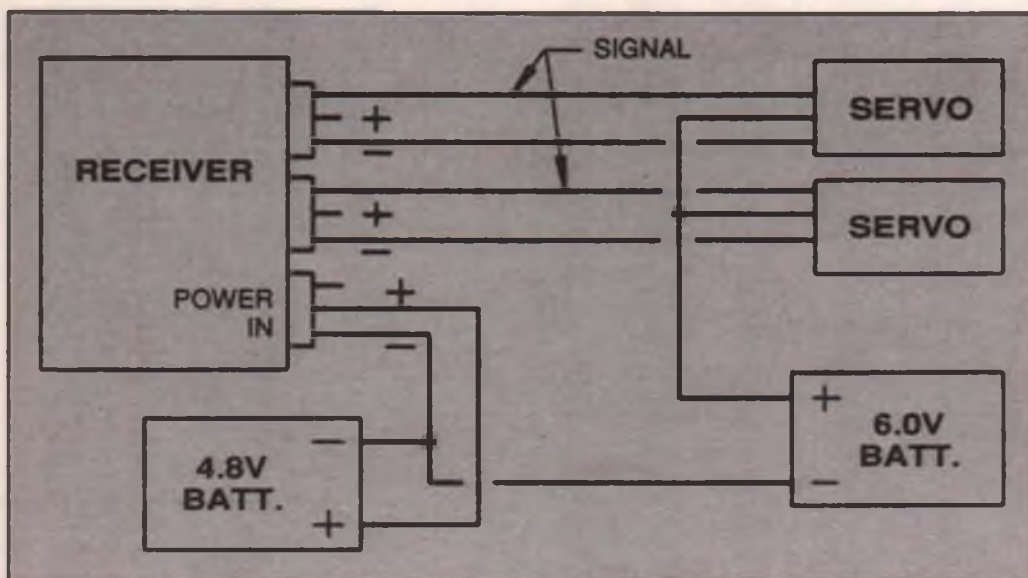 SIGNAL
RECEIVER
+
−
+
−
POWER
IN
+
−
SERVO
SERVO
4.8V
BATT.
−
+
+
−
6.0V
BATT.